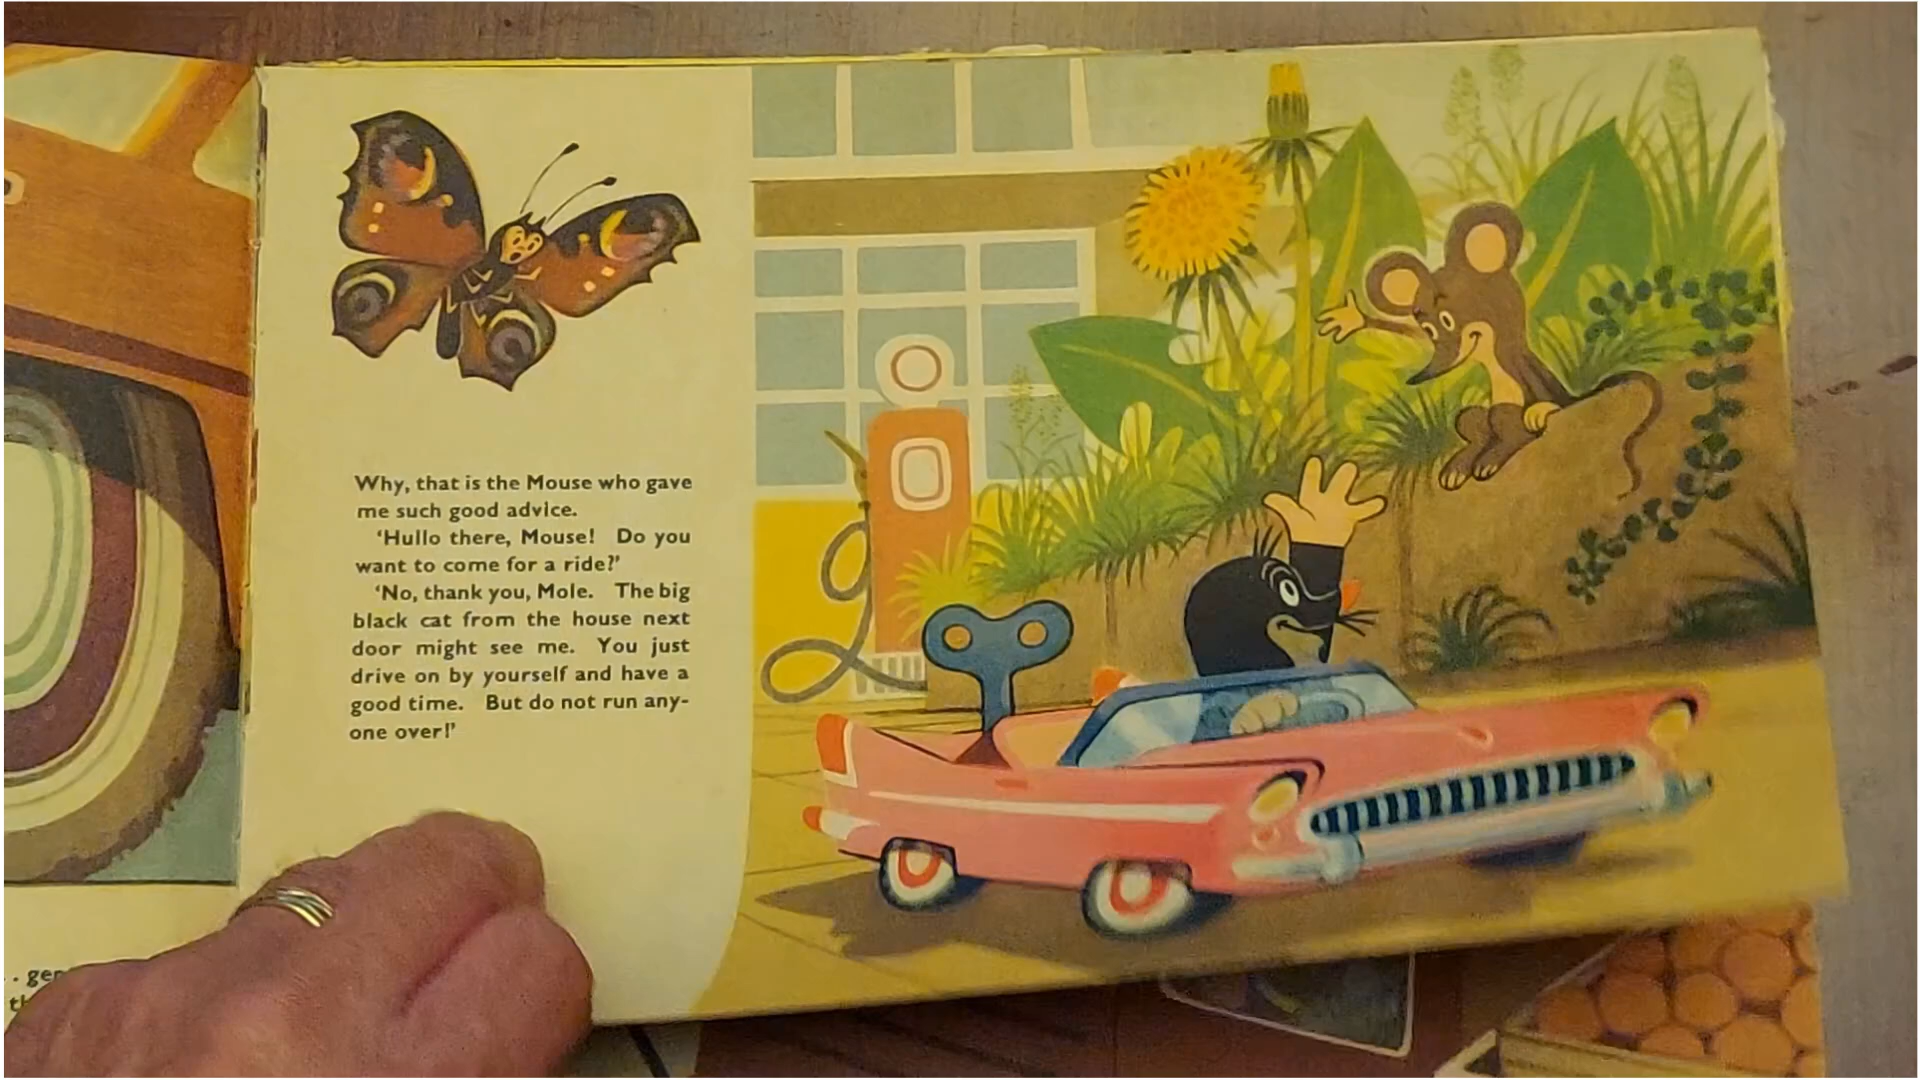 Why, that is the Mouse who gave
me such good advice.
‘Hullo there, Mouse! Do you
want to come for a ride?’
‘No, thank you, Mole. The big
black cat from the house next
door might see me. You just
drive on by yourself and have a
good time. But do not run any-
one over!’